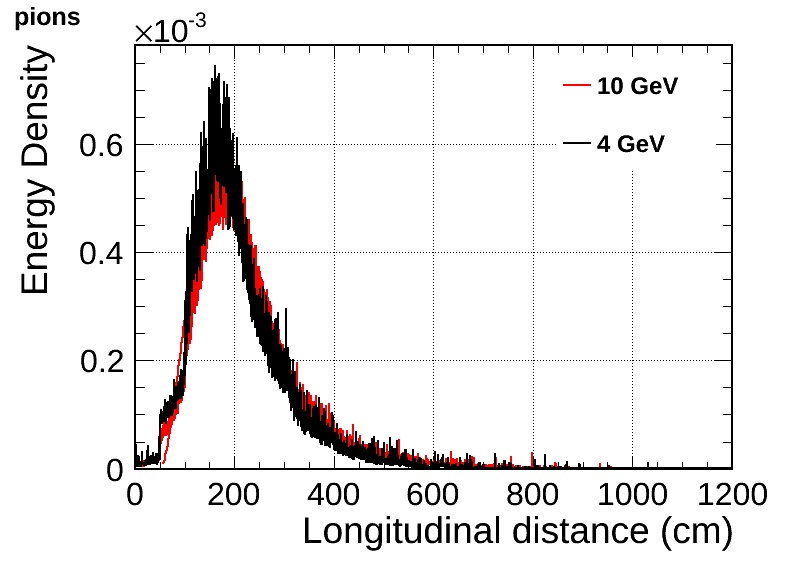 pions
×10-3
Energy Density
10 GeV
4 GeV
0.6
0.4
0.2
0
0 200 400 600 800 1000 1200
Longitudinal distance (cm)